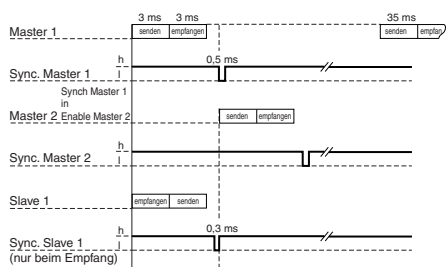 3 ms 3 ms 35 ms
Master 1 senden empfangen senden empfan
h 0,5 ms
Sync. Master 1 l
Synch Master 1
in
Master 2 Enable Master 2 senden empfangen
h
Sync. Master 2 l
Slave 1 empfangen senden
h 0,3 ms
Sync. Slave 1 l
(nur beim Empfang)